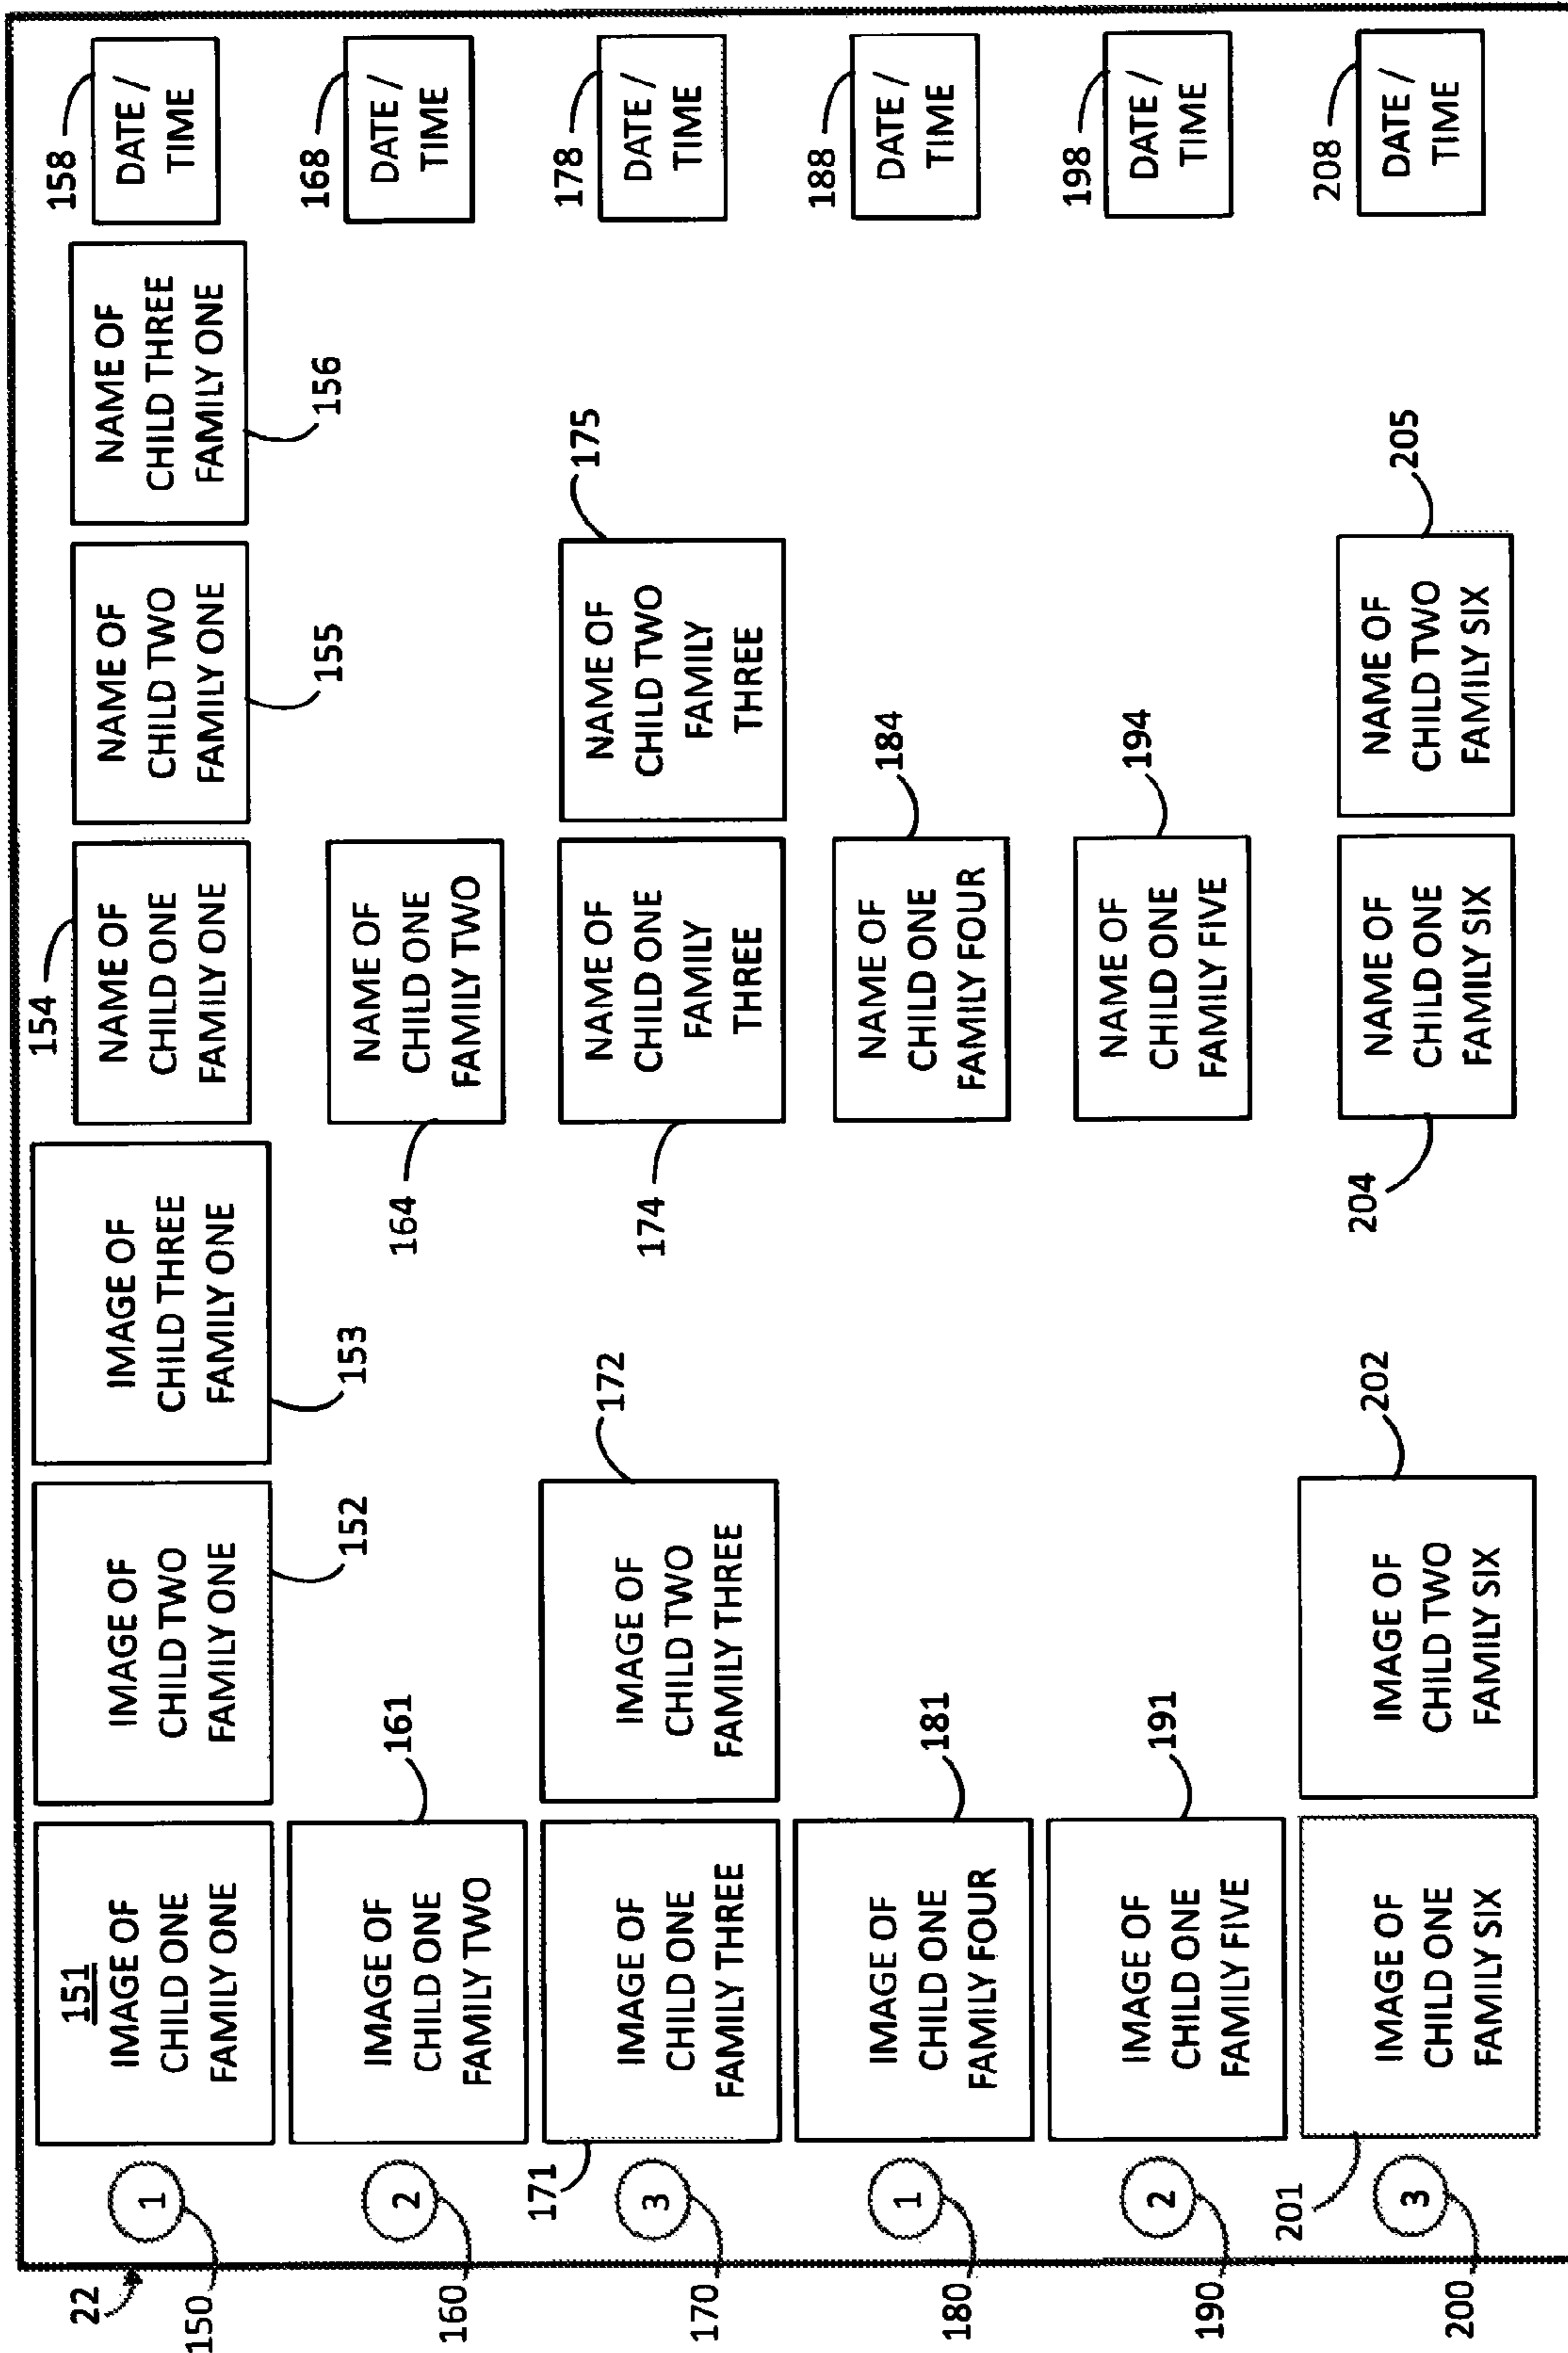 22
150
1
151
IMAGE OF
CHILD ONE
FAMILY ONE
IMAGE OF
CHILD TWO
FAMILY ONE
152
IMAGE OF
CHILD THREE
FAMILY ONE
153
154
NAME OF
CHILD ONE
FAMILY ONE
NAME OF
CHILD TWO
FAMILY ONE
155
NAME OF
CHILD THREE
FAMILY ONE
156
158
DATE /
TIME
160
2
IMAGE OF
CHILD ONE
FAMILY TWO
161
164
NAME OF
CHILD ONE
FAMILY TWO
168
DATE /
TIME
170
3
171
IMAGE OF
CHILD ONE
FAMILY THREE
IMAGE OF
CHILD TWO
FAMILY THREE
172
174
NAME OF
CHILD ONE
FAMILY
THREE
NAME OF
CHILD TWO
FAMILY
THREE
175
178
DATE /
TIME
180
1
IMAGE OF
CHILD ONE
FAMILY FOUR
181
NAME OF
CHILD ONE
FAMILY FOUR
184
188
DATE /
TIME
190
2
IMAGE OF
CHILD ONE
FAMILY FIVE
191
NAME OF
CHILD ONE
FAMILY FIVE
194
198
DATE /
TIME
200
3
201
IMAGE OF
CHILD ONE
FAMILY SIX
IMAGE OF
CHILD TWO
FAMILY SIX
202
204
NAME OF
CHILD ONE
FAMILY SIX
NAME OF
CHILD TWO
FAMILY SIX
205
208
DATE /
TIME